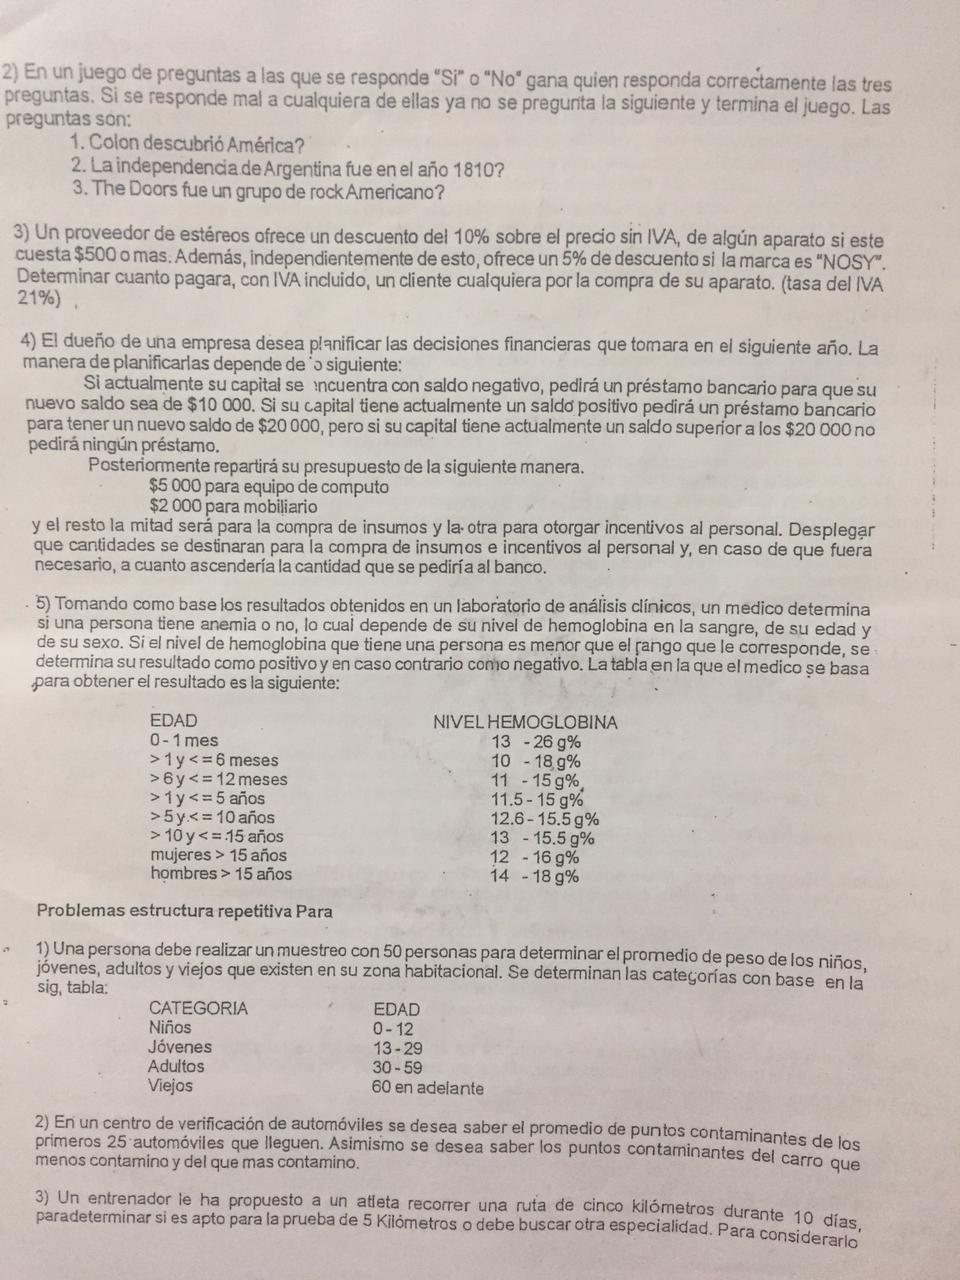 2) En un juego de preguntas a las que se responde "Si" o "No" gana quien responda correctamente las tres
preguntas. Si se responde mal a cualquiera de ellas ya no se pregunta la siguiente y termina el juego. Las
preguntas son:
1. Colon descubrió América?
2. La independencia de Argentina fue en el año 1810?
3. The Doors fue un grupo de rock Americano?
3) Un proveedor de estéreos ofrece un descuento del 10% sobre el precio sin IVA, de algún aparato si este
cuesta $500 o mas. Además, independientemente de esto, ofrece un 5% de descuento si la marca es "NOSY".
Determinar cuanto pagara, con IVA incluido, un cliente cualquiera por la compra de su aparato. (tasa del IVA
21%)
4) El dueño de una empresa desea planificar las decisiones financieras que tomara en el siguiente año. La
manera de planificarlas depende de lo siguiente:
Si actualmente su capital se encuentra con saldo negativo, pedirá un préstamo bancario para que su
nuevo saldo sea de $10 000. Si su capital tiene actualmente un saldo positivo pedirá un préstamo bancario
para tener un nuevo saldo de $20 000, pero si su capital tiene actualmente un saldo superior a los $20 000 no
pedirá ningún préstamo.
Posteriormente repartirá su presupuesto de la siguiente manera.
$5 000 para equipo de computo
$2 000 para mobiliario
y el resto la mitad será para la compra de insumos y la otra para otorgar incentivos al personal. Desplegar
que cantidades se destinaran para la compra de insumos e incentivos al personal y, en caso de que fuera
necesario, a cuanto ascendería la cantidad que se pediría al banco.
5) Tomando como base los resultados obtenidos en un laboratorio de análisis clínicos, un medico determina
si una persona tiene anemia o no, lo cual depende de su nivel de hemoglobina en la sangre, de su edad y
de su sexo. Si el nivel de hemoglobina que tiene una persona es menor que el rango que le corresponde, se
determina su resultado como positivo y en caso contrario como negativo. La tabla en la que el medico se basa
para obtener el resultado es la siguiente:
EDAD NIVEL HEMOGLOBINA
0 - 1 mes 13 - 26 g%
> 1 y < = 6 meses 10 - 18 g%
> 6 y < = 12 meses 11 - 15 g%
> 1 y < = 5 años 11.5 - 15 g%
> 5 y < = 10 años 12.6 - 15.5 g%
> 10 y < = 15 años 13 - 15.5 g%
mujeres > 15 años 12 - 16 g%
hombres > 15 años 14 - 18 g%
Problemas estructura repetitiva Para
1) Una persona debe realizar un muestreo con 50 personas para determinar el promedio de peso de los niños,
jóvenes, adultos y viejos que existen en su zona habitacional. Se determinan las categorías con base en la
sig, tabla:
CATEGORIA EDAD
Niños 0 - 12
Jóvenes 13 - 29
Adultos 30 - 59
Viejos 60 en adelante
2) En un centro de verificación de automóviles se desea saber el promedio de puntos contaminantes de los
primeros 25 automóviles que lleguen. Asimismo se desea saber los puntos contaminantes del carro que
menos contamino y del que mas contamino.
3) Un entrenador le ha propuesto a un atleta recorrer una ruta de cinco kilómetros durante 10 días,
paradeterminar si es apto para la prueba de 5 Kilómetros o debe buscar otra especialidad. Para considerarlo